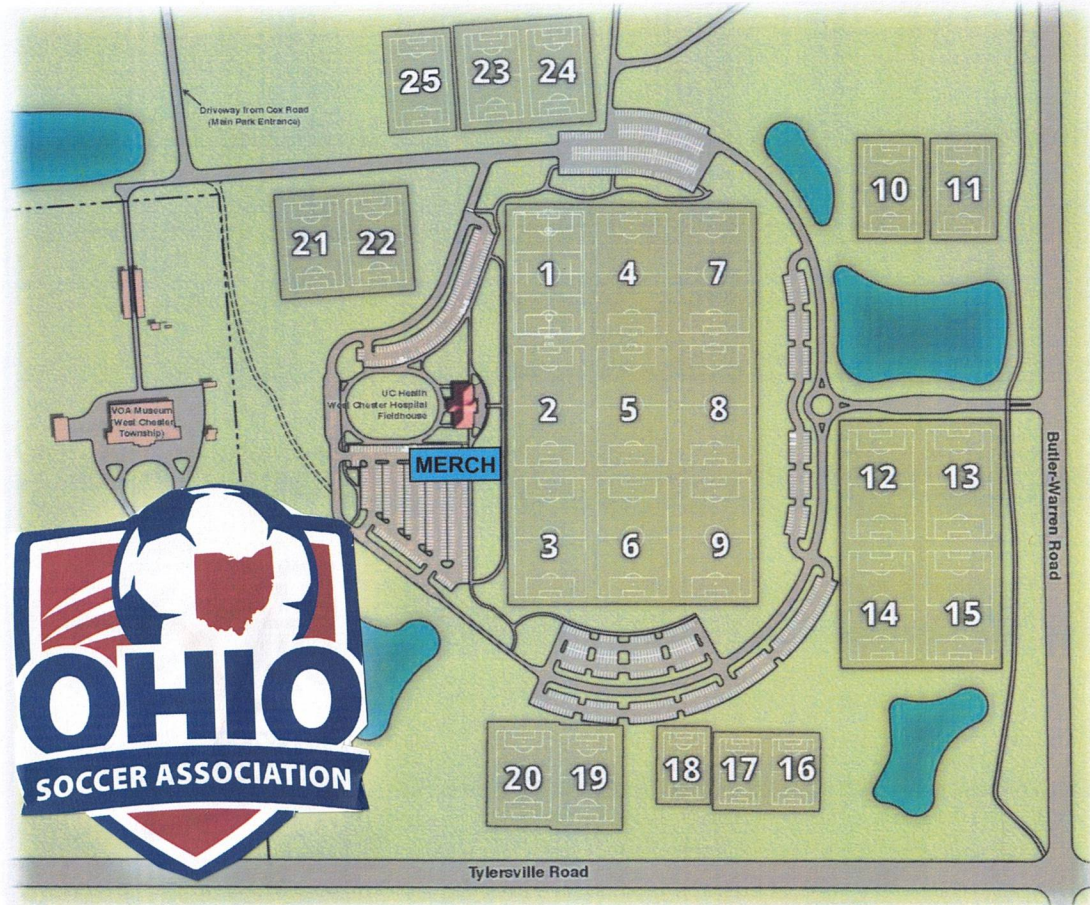 25
23
24
Driveway from Cox Road
(Main Park Entrance)
10
11
21
22
1
4
7
UC Health
West Chester Hospital
Fieldhouse
2
5
8
VOA Museum
(West Chester
Township)
MERCH
12
13
Butler-Warren Road
3
6
9
14
15
OHIO
SOCCER ASSOCIATION
20
19
18
17
16
Tylersville Road